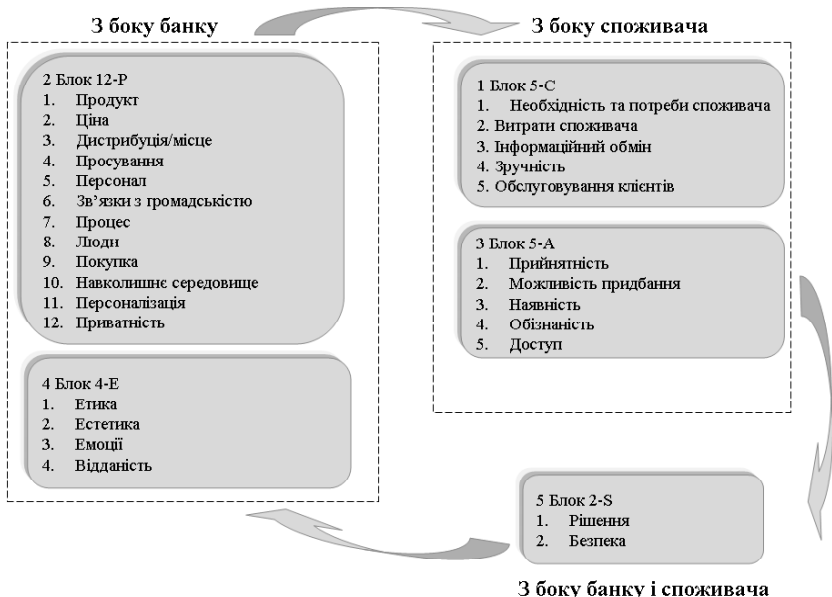 З боку банку
2 Блок 12-Р
1. Продукт
2. Ціна
3. Дистрибуція/місце
4. Просування
5. Персонал
6. Зв’язки з громадськістю
7. Процес
8. Люди
9. Покупка
10. Навколишнє середовище
11. Персоналізація
12. Приватність
4 Блок 4-Е
1. Етика
2. Естетика
3. Емоції
4. Відданість
З боку споживача
1 Блок 5-С
1. Необхідність та потреби споживача
2. Витрати споживача
3. Інформаційний обмін
4. Зручність
5. Обслуговування клієнтів
3 Блок 5-А
1. Прийнятність
2. Можливість придбання
3. Наявність
4. Обізнаність
5. Доступ
5 Блок 2-S
1. Рішення
2. Безпека
З боку банку і споживача